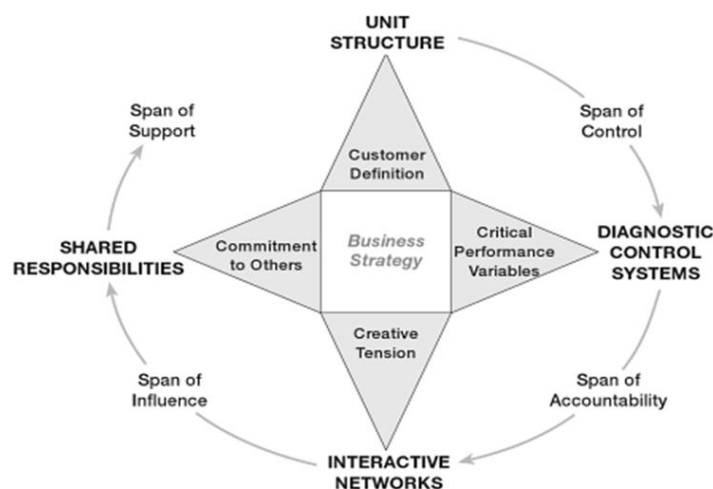 UNIT
STRUCTURE
Span of
Support
Span of
Control
Customer
Definition
SHARED
RESPONSIBILITIES
Commitment
to Others
Business
Strategy
Critical
Performance
Variables
DIAGNOSTIC
CONTROL
SYSTEMS
Creative
Tension
Span of
Influence
Span of
Accountability
INTERACTIVE
NETWORKS